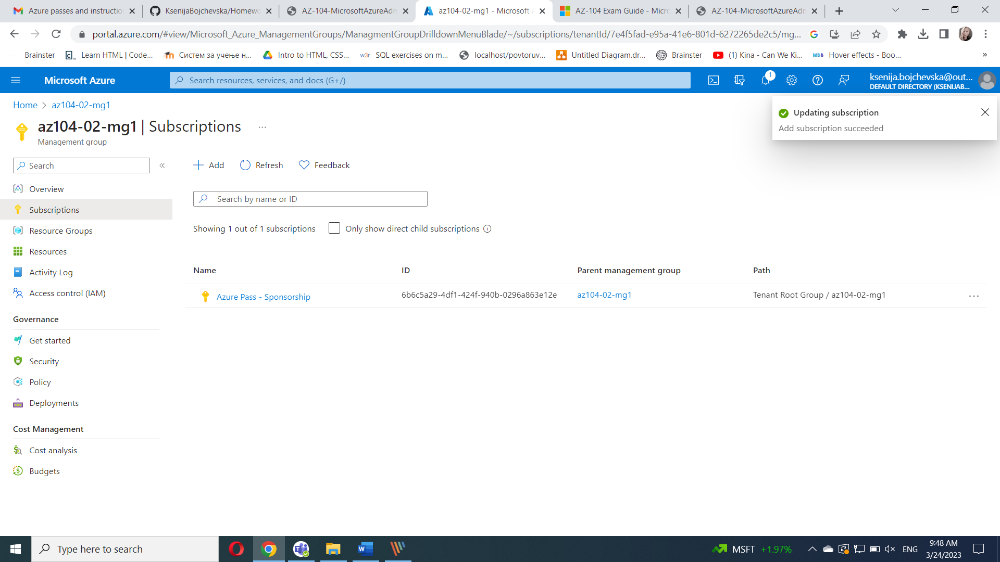 Azure passes and instructio
KsenijaBojchevska/Homewo
AZ-104-MicrosoftAzureAdm
az104-02-mg1 - Microsoft A
AZ-104 Exam Guide - Micro
AZ-104-MicrosoftAzureAdm
portal.azure.com/#view/Microsoft_Azure_ManagementGroups/ManagmentGroupDrilldownMenuBlade/~/subscriptions/tenantId/7e4f5fad-e95a-41e6-801d-6272265de2c5/mg...
Brainster
Learn HTML | Code...
Систем за учење н...
Intro to HTML, CSS...
SQL exercises on m...
localhost/povtoruv...
Untitled Diagram.dr...
Brainster
(1) Kina - Can We Ki...
Hover effects - Boo...
»
Microsoft Azure
Search resources, services, and docs (G+/)
1
ksenija.bojchevska@out...
DEFAULT DIRECTORY (KSENIJAB...
Home > az104-02-mg1
Updating subscription
Add subscription succeeded
az104-02-mg1 | Subscriptions ...
Management group
Search
«
Add
Refresh
Feedback
Overview
Subscriptions
Resource Groups
Resources
Activity Log
Access control (IAM)
Governance
Get started
Security
Policy
Deployments
Cost Management
Cost analysis
Budgets
Search by name or ID
Showing 1 out of 1 subscriptions
Only show direct child subscriptions
Name ID Parent management group Path
Azure Pass - Sponsorship 6b6c5a29-4df1-424f-940b-0296a863e12e az104-02-mg1 Tenant Root Group / az104-02-mg1 ...
Type here to search
MSFT +1.97%
ENG
9:48 AM
3/24/2023